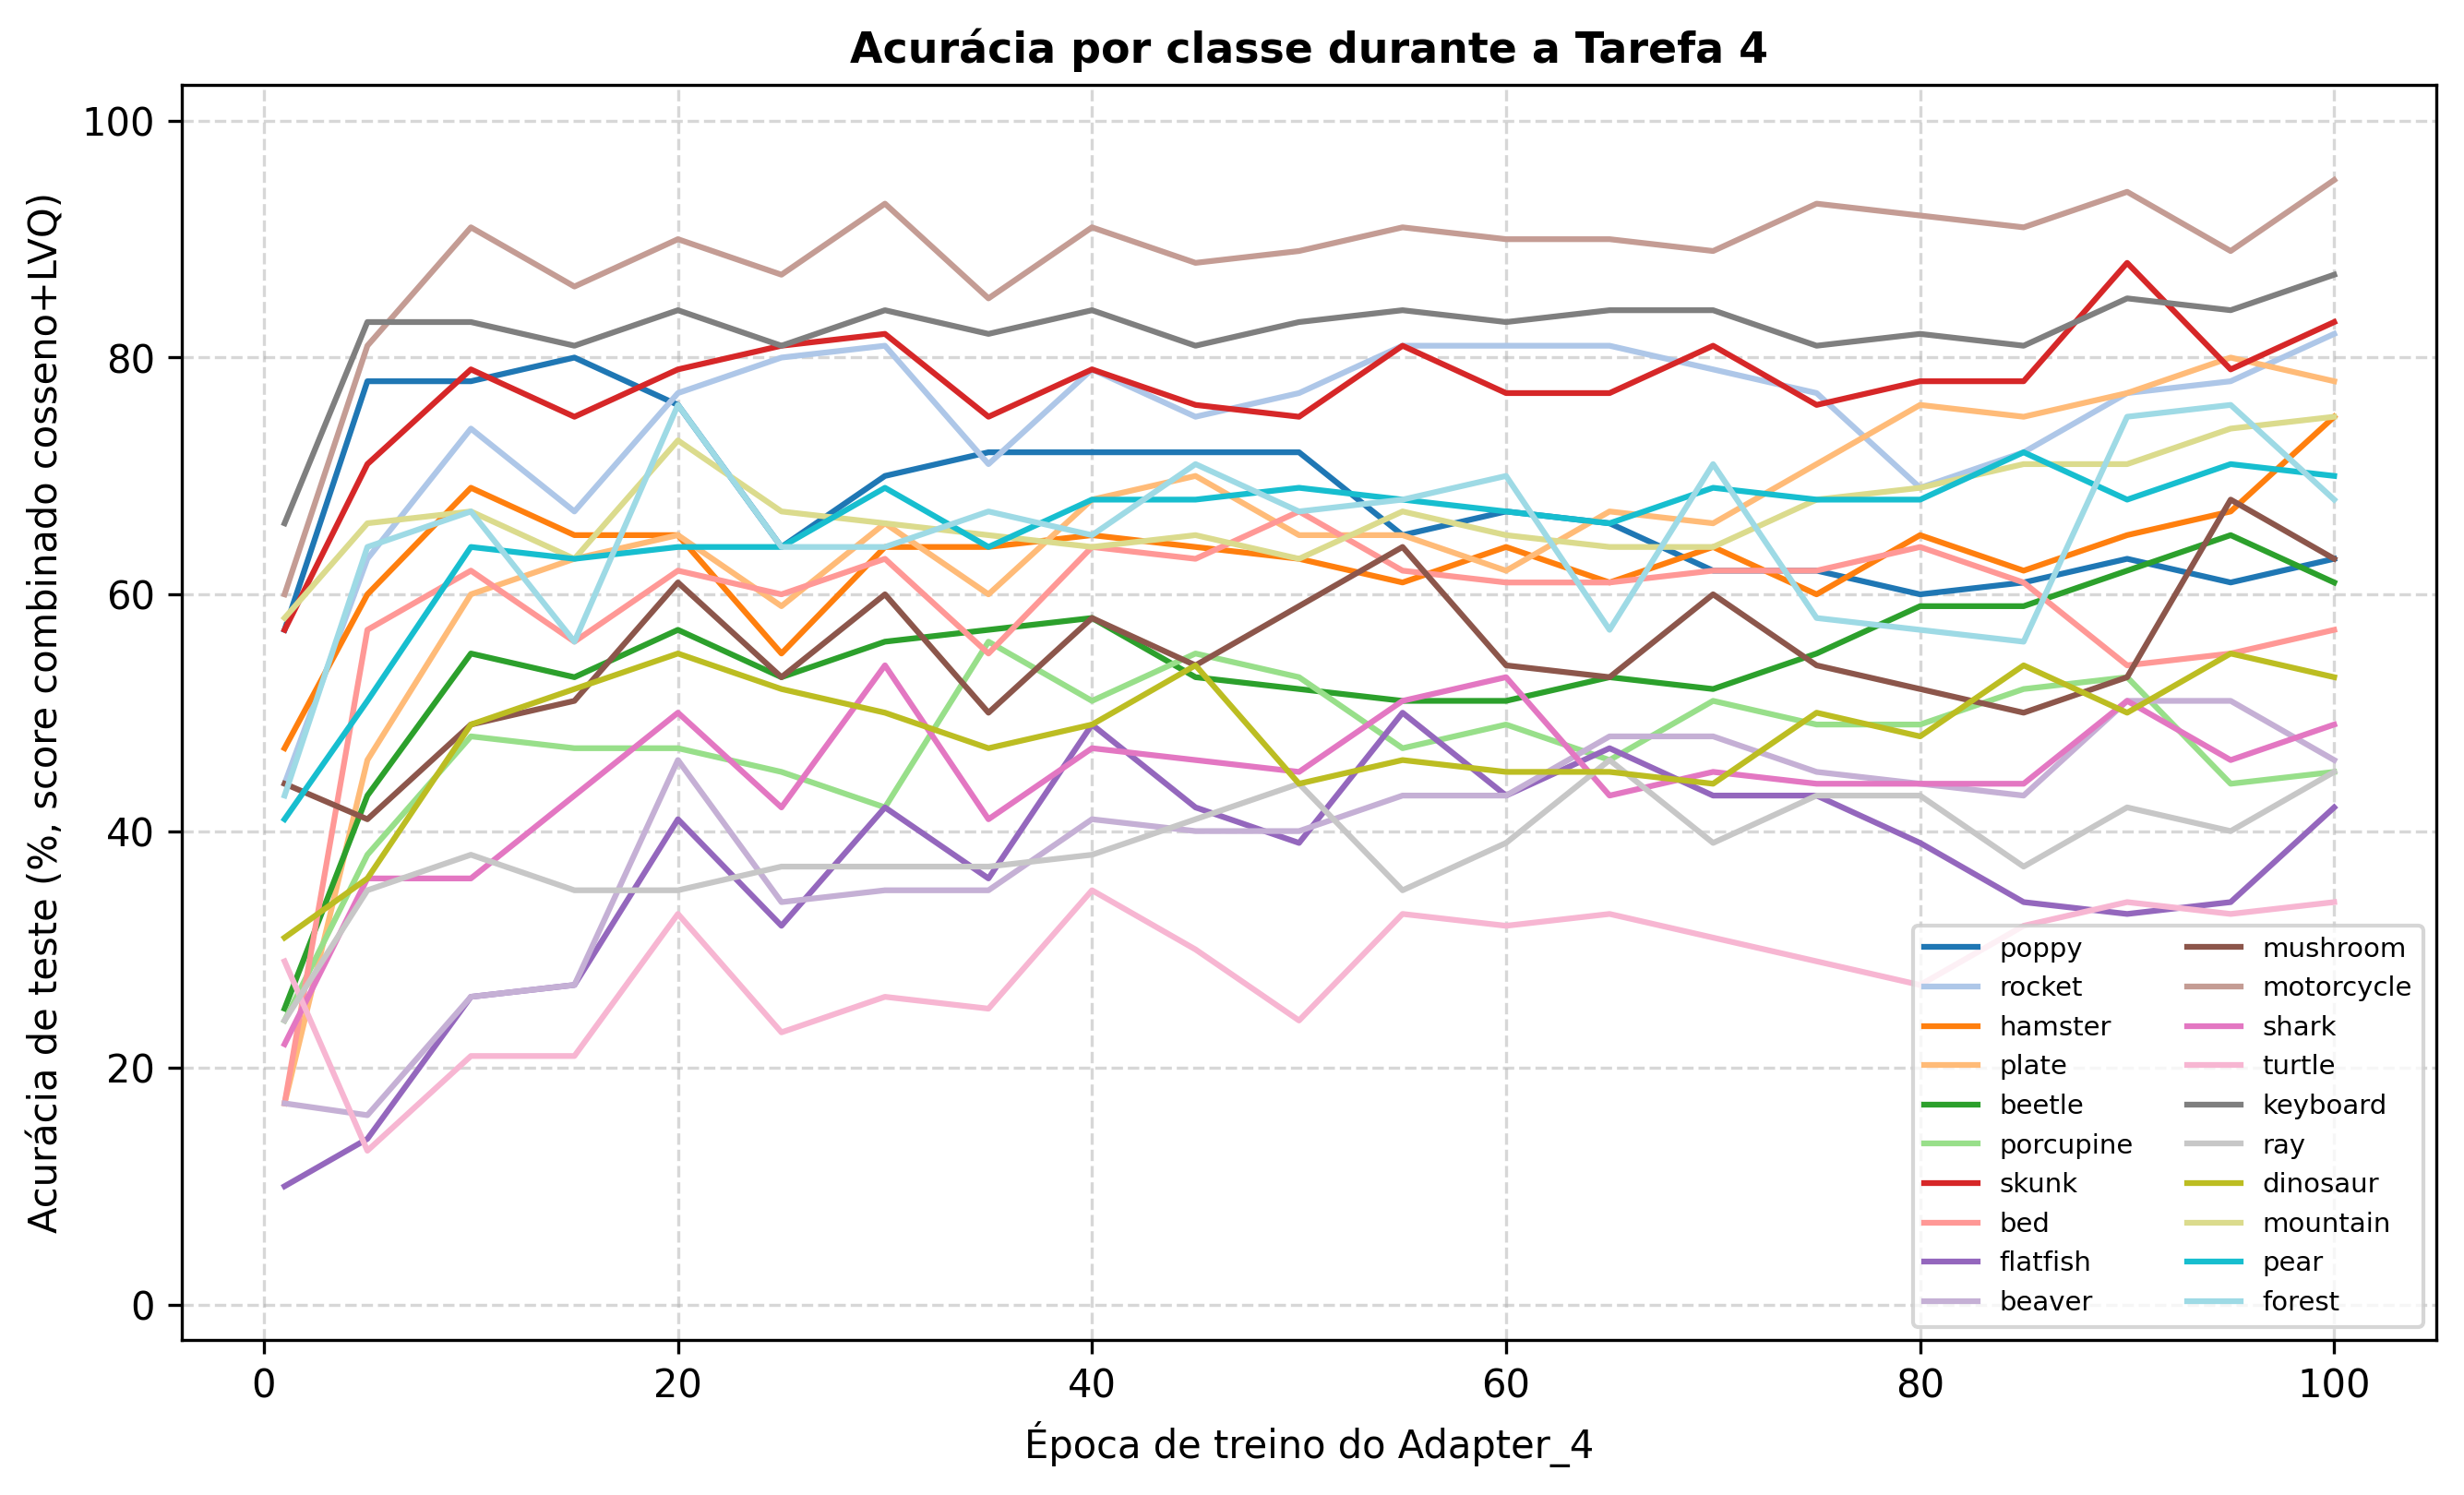 Acurácia por classe durante a Tarefa 4
Acurácia de teste (%, score combinado cosseno+LVQ)
100
80
60
40
20
0
0
20
40
60
80
100
Época de treino do Adapter_4
poppy
rocket
hamster
plate
beetle
porcupine
skunk
bed
flatfish
beaver
mushroom
motorcycle
shark
turtle
keyboard
ray
dinosaur
mountain
pear
forest